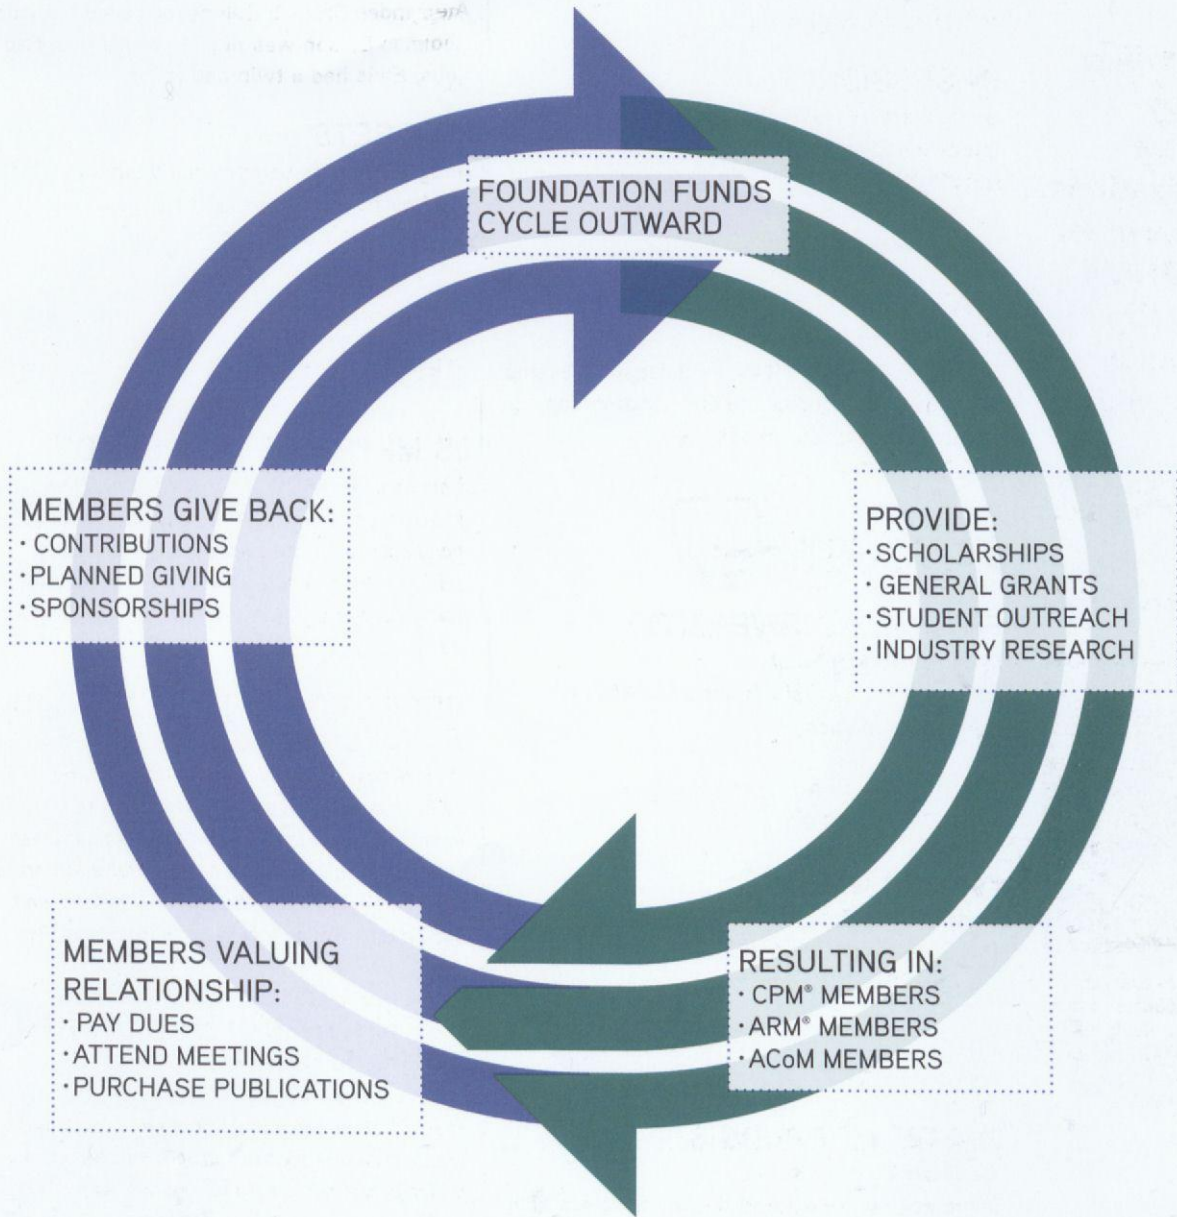 FOUNDATION FUNDS
CYCLE OUTWARD
PROVIDE:
· SCHOLARSHIPS
· GENERAL GRANTS
· STUDENT OUTREACH
· INDUSTRY RESEARCH
RESULTING IN:
· CPM® MEMBERS
· ARM® MEMBERS
· ACoM MEMBERS
MEMBERS VALUING
RELATIONSHIP:
· PAY DUES
· ATTEND MEETINGS
· PURCHASE PUBLICATIONS
MEMBERS GIVE BACK:
· CONTRIBUTIONS
· PLANNED GIVING
· SPONSORSHIPS